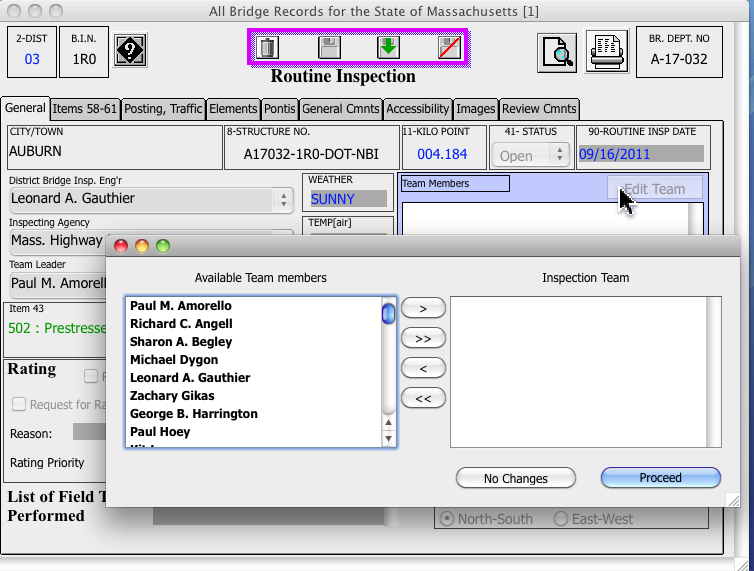 All Bridge Records for the State of Massachusetts [1]
2-DIST
03
B.I.N.
1R0
?
Routine Inspection
BR. DEPT. NO
A-17-032
General
Items 58-61
Posting, Traffic
Elements
Pontis
General Cmnts
Accessibility
Images
Review Cmnts
CITY/TOWN
AUBURN
8-STRUCTURE NO.
A17032-1R0-DOT-NBI
11-KILO POINT
004.184
41- STATUS
Open
90-ROUTINE INSP DATE
09/16/2011
District Bridge Insp. Eng'r
Leonard A. Gauthier
WEATHER
SUNNY
Team Members
Edit Team
Inspecting Agency
Mass. Highway
TEMP[air]
Team Leader
Paul M. Amorell
Item 43
502 : Prestresse
Rating
Request for Ra
Reason:
Rating Priority
List of Field T
Performed
North-South
East-West
Available Team members
Paul M. Amorello
Richard C. Angell
Sharon A. Begley
Michael Dygon
Leonard A. Gauthier
Zachary Gikas
George B. Harrington
Paul Hoey
>
>>
<
<<
Inspection Team
No Changes
Proceed